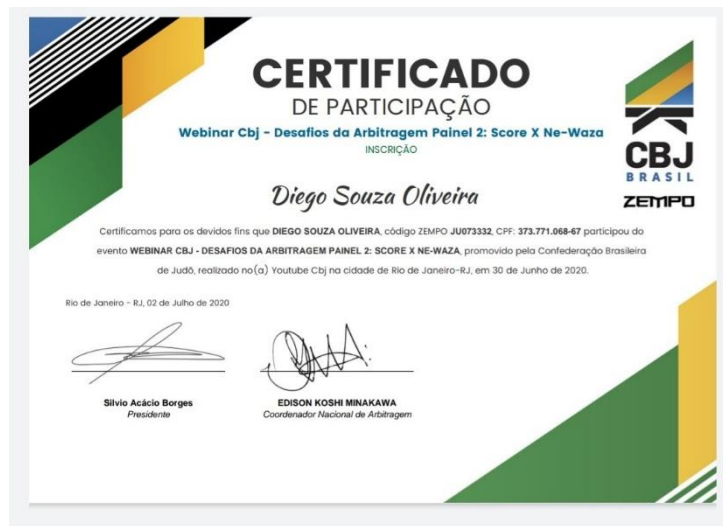 CERTIFICADO
DE PARTICIPAÇÃO
Webinar Cbj - Desafios da Arbitragem Painel 2: Score X Ne-Waza
INSCRIÇÃO
CBJ
BRASIL
ZEMPO
Diego Souza Oliveira
Certificamos para os devidos fins que DIEGO SOUZA OLIVEIRA, código ZEMPO JU073332, CPF: 373.771.068-67 participou do
evento WEBINAR CBJ - DESAFIOS DA ARBITRAGEM PAINEL 2: SCORE X NE-WAZA, promovido pela Confederação Brasileira
de Judô, realizado no(a) Youtube Cbj na cidade de Rio de Janeiro-RJ, em 30 de Junho de 2020.
Rio de Janeiro - RJ, 02 de Julho de 2020
Silvio Acácio Borges
Presidente
EDISON KOSHI MINAKAWA
Coordenador Nacional de Arbitragem